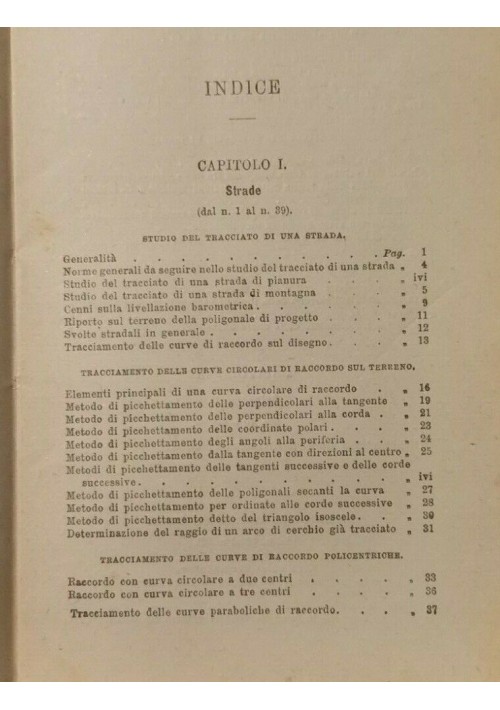 INDICE
CAPITOLO I.
Strade
(dal n. 1 al n. 39).
STUDIO DEL TRACCIATO DI UNA STRADA.
Generalità . . . . . . . . . . . Pag. 1
Norme generali da seguire nello studio del tracciato di una strada „ 4
Studio del tracciato di una strada di pianura . . . „ ivi
Studio del tracciato di una strada di montagna . . . „ 5
Cenni sulla livellazione barometrica . . . . . . „ 9
Riporto sul terreno della poligonale di progetto . . . „ 11
Svolte stradali in generale . . . . . . . . „ 12
Tracciamento delle curve di raccordo sul disegno . . . „ 13
TRACCIAMENTO DELLE CURVE CIRCOLARI DI RACCORDO SUL TERRENO.
Elementi principali di una curva circolare di raccordo . „ 16
Metodo di picchettamento delle perpendicolari alla tangente „ 19
Metodo di picchettamento delle perpendicolari alla corda . „ 21
Metodo di picchettamento delle coordinate polari . . . „ 23
Metodo di picchettamento degli angoli alla periferia . . „ 24
Metodo di picchettamento dalla tangente con direzioni al centro „ 25
Metodi di picchettamento delle tangenti successive e delle corde
successive . . . . . . . . . . . „ ivi
Metodo di picchettamento delle poligonali secanti la curva „ 27
Metodo di picchettamento per ordinate alle corde successive „ 28
Metodo di picchettamento detto del triangolo isoscele . „ 30
Determinazione del raggio di un arco di cerchio già tracciato „ 31
TRACCIAMENTO DELLE CURVE DI RACCORDO POLICENTRICHE.
Raccordo con curva circolare a due centri . . . . „ 33
Raccordo con curva circolare a tre centri . . . . „ 36
Tracciamento delle curve paraboliche di raccordo . . . „ 37